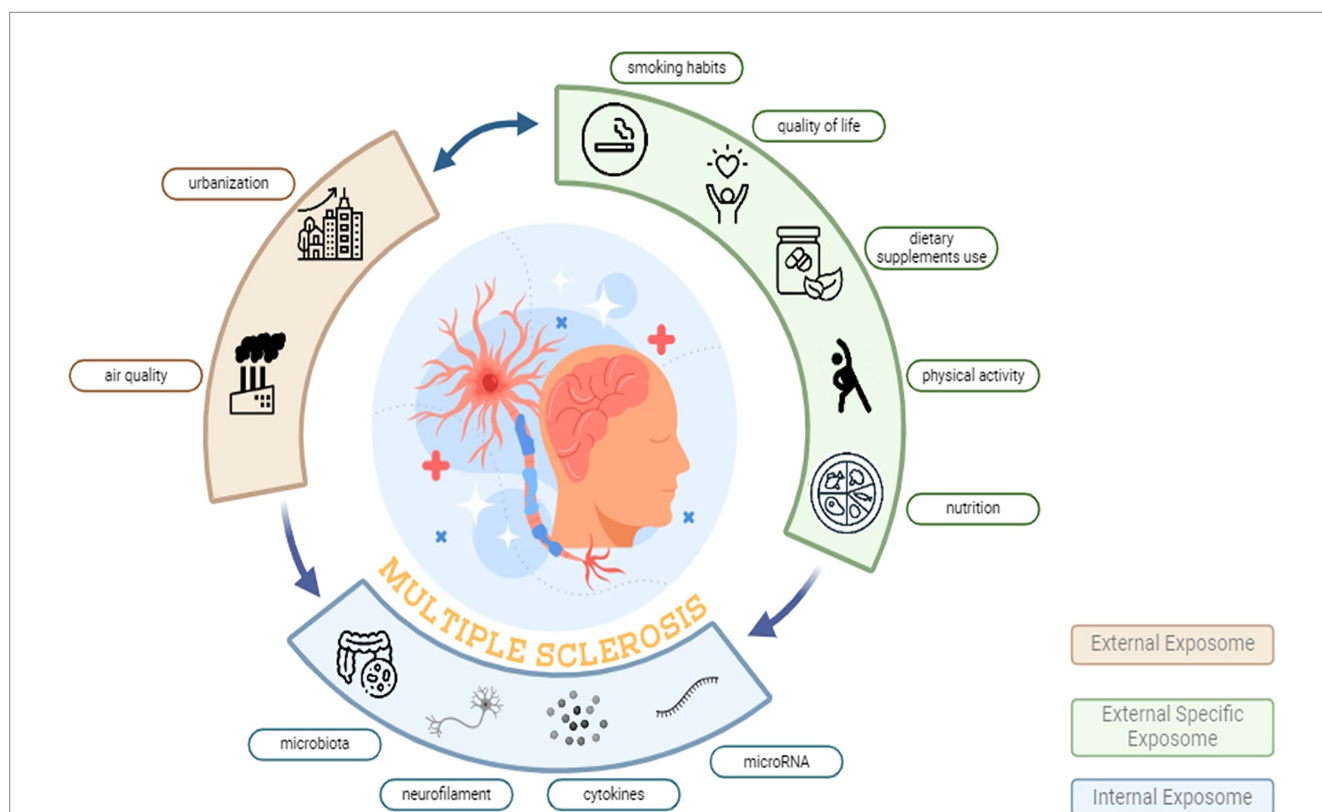 smoking habits
quality of life
urbanization
dietary
supplements use
air quality
physical activity
nutrition
MULTIPLE SCLEROSIS
microbiota
neurofilament
cytokines
microRNA
External Exposome
External Specific
Exposome
Internal Exposome